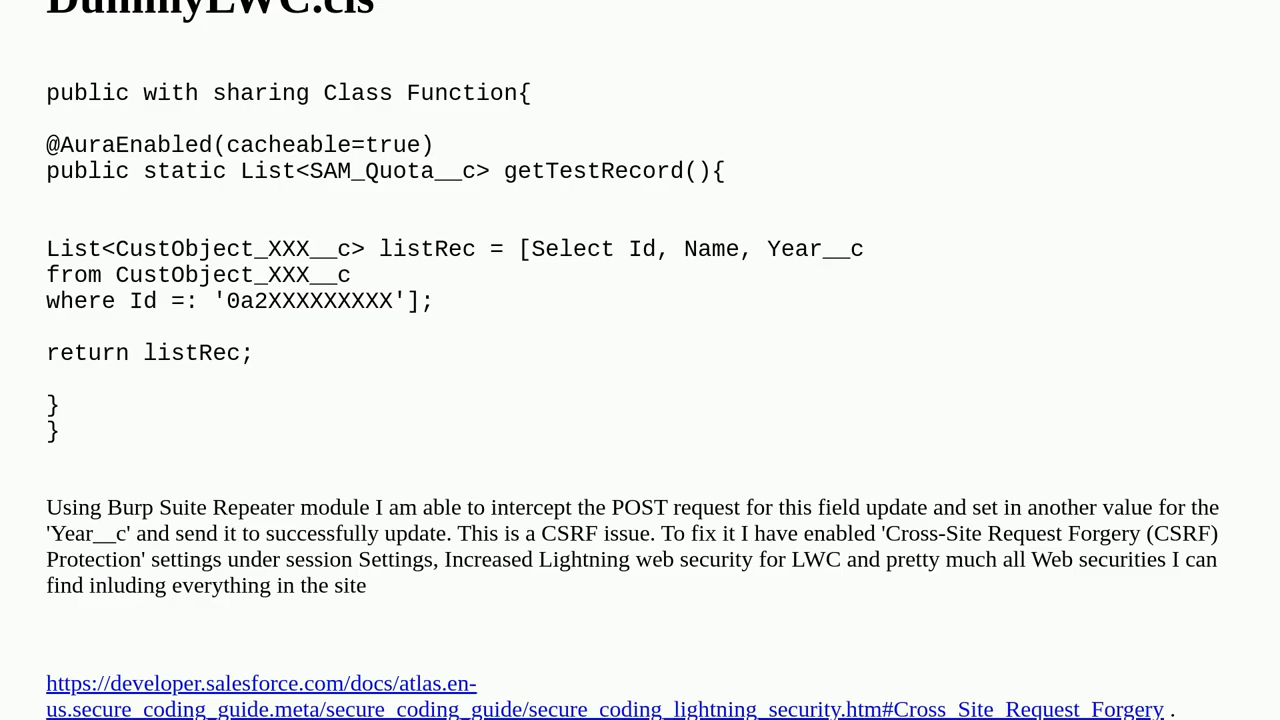 DummyLWC.cls
public with sharing Class Function{
@AuraEnabled(cacheable=true)
public static List<SAM_Quota__c> getTestRecord(){
List<CustObject_XXX__c> listRec = [Select Id, Name, Year__c
from CustObject_XXX__c
where Id =: '0a2XXXXXXXXX'];
return listRec;
}
}
Using Burp Suite Repeater module I am able to intercept the POST request for this field update and set in another value for the
'Year__c' and send it to successfully update. This is a CSRF issue. To fix it I have enabled 'Cross-Site Request Forgery (CSRF)
Protection' settings under session Settings, Increased Lightning web security for LWC and pretty much all Web securities I can
find inluding everything in the site
https://developer.salesforce.com/docs/atlas.en-
us.secure_coding_guide.meta/secure_coding_guide/secure_coding_lightning_security.htm#Cross_Site_Request_Forgery .